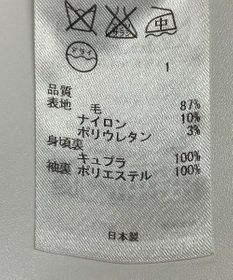 ドライ
1
品質
表地 毛 87%
ナイロン 10%
ポリウレタン 3%
身頃裏
キュプラ 100%
袖裏 ポリエステル 100%
日本製